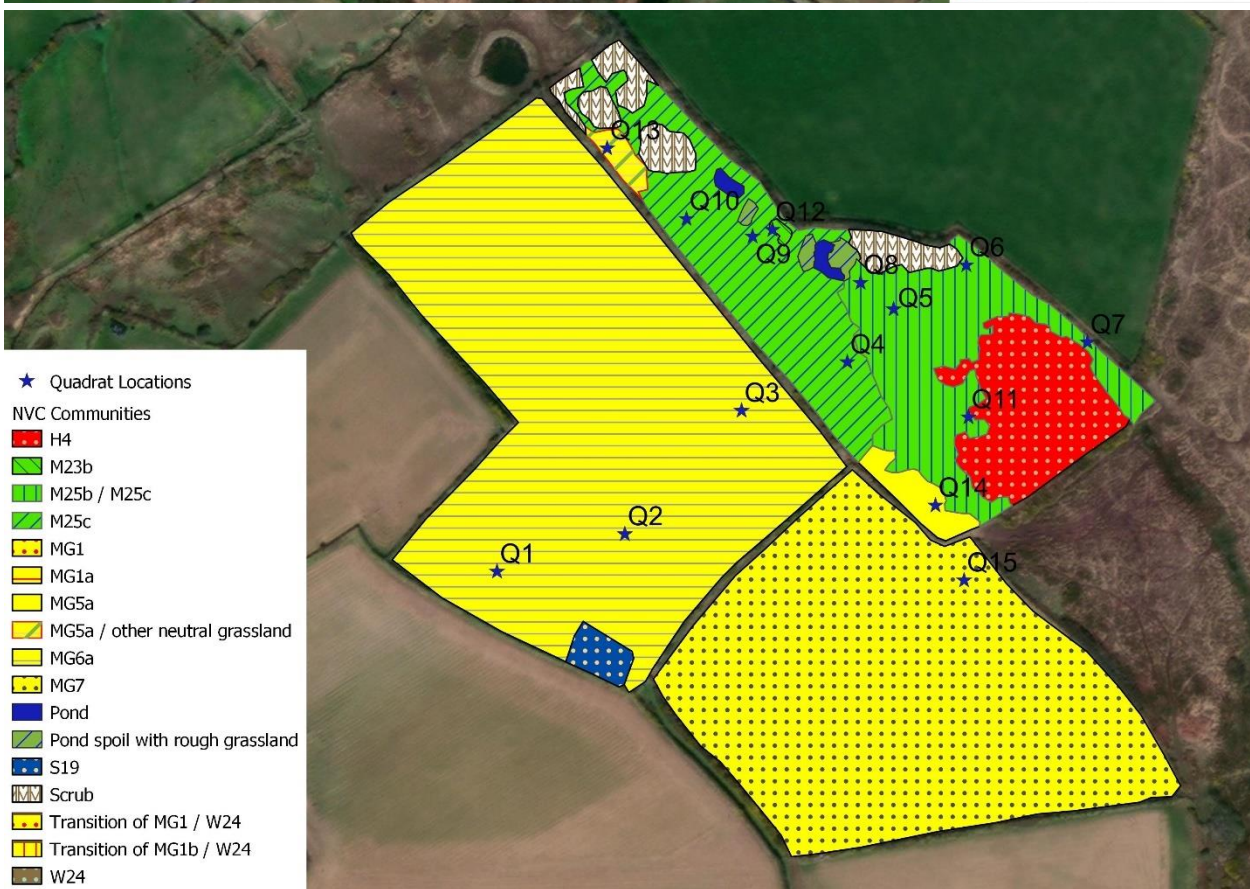 Q13
Q10
Q12
Q9
Q6
Q8
Q5
Q7
Q4
Q3
Q11
Q14
Q2
Q1
Q15
Quadrat Locations
NVC Communities
H4
M23b
M25b / M25c
M25c
MG1
MG1a
MG5a
MG5a / other neutral grassland
MG6a
MG7
Pond
Pond spoil with rough grassland
S19
Scrub
Transition of MG1 / W24
Transition of MG1b / W24
W24